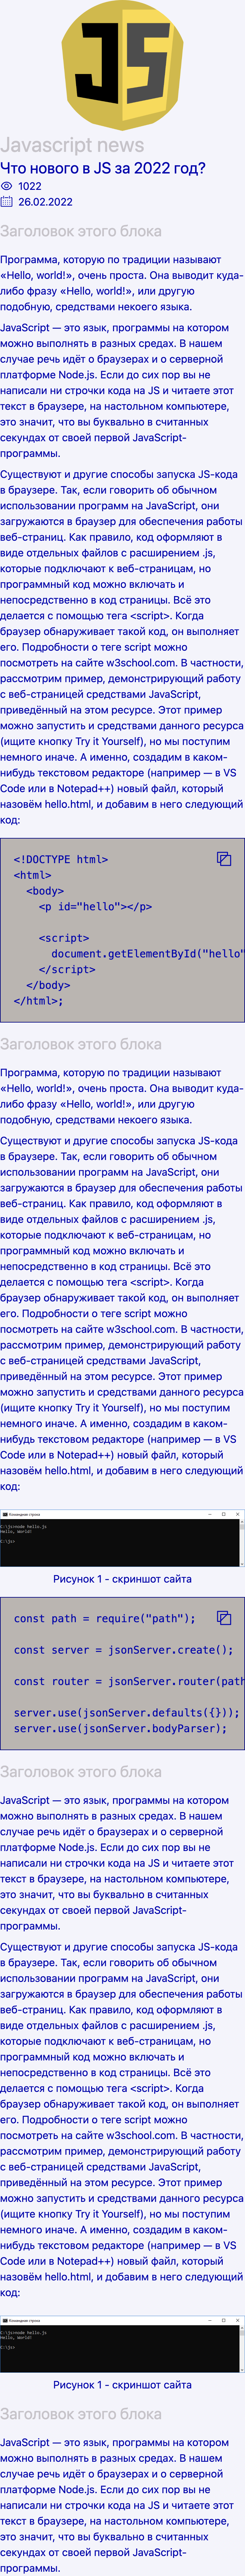 JS
Javascript news
Что нового в JS за 2022 год?
1022
26.02.2022
Заголовок этого блока
Программа, которую по традиции называют
«Hello, world!», очень проста. Она выводит куда-
либо фразу «Hello, world!», или другую
подобную, средствами некоего языка.
JavaScript — это язык, программы на котором
можно выполнять в разных средах. В нашем
случае речь идёт о браузерах и о серверной
платформе Node.js. Если до сих пор вы не
написали ни строчки кода на JS и читаете этот
текст в браузере, на настольном компьютере,
это значит, что вы буквально в считанных
секундах от своей первой JavaScript-
программы.
Существуют и другие способы запуска JS-кода
в браузере. Так, если говорить об обычном
использовании программ на JavaScript, они
загружаются в браузер для обеспечения работы
веб-страниц. Как правило, код оформляют в
виде отдельных файлов с расширением .js,
которые подключают к веб-страницам, но
программный код можно включать и
непосредственно в код страницы. Всё это
делается с помощью тега <script>. Когда
браузер обнаруживает такой код, он выполняет
его. Подробности о теге script можно
посмотреть на сайте w3school.com. В частности,
рассмотрим пример, демонстрирующий работу
с веб-страницей средствами JavaScript,
приведённый на этом ресурсе. Этот пример
можно запустить и средствами данного ресурса
(ищите кнопку Try it Yourself), но мы поступим
немного иначе. А именно, создадим в каком-
нибудь текстовом редакторе (например — в VS
Code или в Notepad++) новый файл, который
назовём hello.html, и добавим в него следующий
код:
<!DOCTYPE html>
<html>
<body>
<p id="hello"></p>
<script>
document.getElementById("hello"
</script>
</body>
</html>;
Заголовок этого блока
Программа, которую по традиции называют
«Hello, world!», очень проста. Она выводит куда-
либо фразу «Hello, world!», или другую
подобную, средствами некоего языка.
Существуют и другие способы запуска JS-кода
в браузере. Так, если говорить об обычном
использовании программ на JavaScript, они
загружаются в браузер для обеспечения работы
веб-страниц. Как правило, код оформляют в
виде отдельных файлов с расширением .js,
которые подключают к веб-страницам, но
программный код можно включать и
непосредственно в код страницы. Всё это
делается с помощью тега <script>. Когда
браузер обнаруживает такой код, он выполняет
его. Подробности о теге script можно
посмотреть на сайте w3school.com. В частности,
рассмотрим пример, демонстрирующий работу
с веб-страницей средствами JavaScript,
приведённый на этом ресурсе. Этот пример
можно запустить и средствами данного ресурса
(ищите кнопку Try it Yourself), но мы поступим
немного иначе. А именно, создадим в каком-
нибудь текстовом редакторе (например — в VS
Code или в Notepad++) новый файл, который
назовём hello.html, и добавим в него следующий
код:
Командная строка
C:\js>node hello.js
Hello, World!
C:\js>
Рисунок 1 - скриншот сайта
const path = require("path");
const server = jsonServer.create();
const router = jsonServer.router(path
server.use(jsonServer.defaults({}));
server.use(jsonServer.bodyParser);
Заголовок этого блока
JavaScript — это язык, программы на котором
можно выполнять в разных средах. В нашем
случае речь идёт о браузерах и о серверной
платформе Node.js. Если до сих пор вы не
написали ни строчки кода на JS и читаете этот
текст в браузере, на настольном компьютере,
это значит, что вы буквально в считанных
секундах от своей первой JavaScript-
программы.
Существуют и другие способы запуска JS-кода
в браузере. Так, если говорить об обычном
использовании программ на JavaScript, они
загружаются в браузер для обеспечения работы
веб-страниц. Как правило, код оформляют в
виде отдельных файлов с расширением .js,
которые подключают к веб-страницам, но
программный код можно включать и
непосредственно в код страницы. Всё это
делается с помощью тега <script>. Когда
браузер обнаруживает такой код, он выполняет
его. Подробности о теге script можно
посмотреть на сайте w3school.com. В частности,
рассмотрим пример, демонстрирующий работу
с веб-страницей средствами JavaScript,
приведённый на этом ресурсе. Этот пример
можно запустить и средствами данного ресурса
(ищите кнопку Try it Yourself), но мы поступим
немного иначе. А именно, создадим в каком-
нибудь текстовом редакторе (например — в VS
Code или в Notepad++) новый файл, который
назовём hello.html, и добавим в него следующий
код:
Командная строка
C:\js>node hello.js
Hello, World!
C:\js>
Рисунок 1 - скриншот сайта
Заголовок этого блока
JavaScript — это язык, программы на котором
можно выполнять в разных средах. В нашем
случае речь идёт о браузерах и о серверной
платформе Node.js. Если до сих пор вы не
написали ни строчки кода на JS и читаете этот
текст в браузере, на настольном компьютере,
это значит, что вы буквально в считанных
секундах от своей первой JavaScript-
программы.